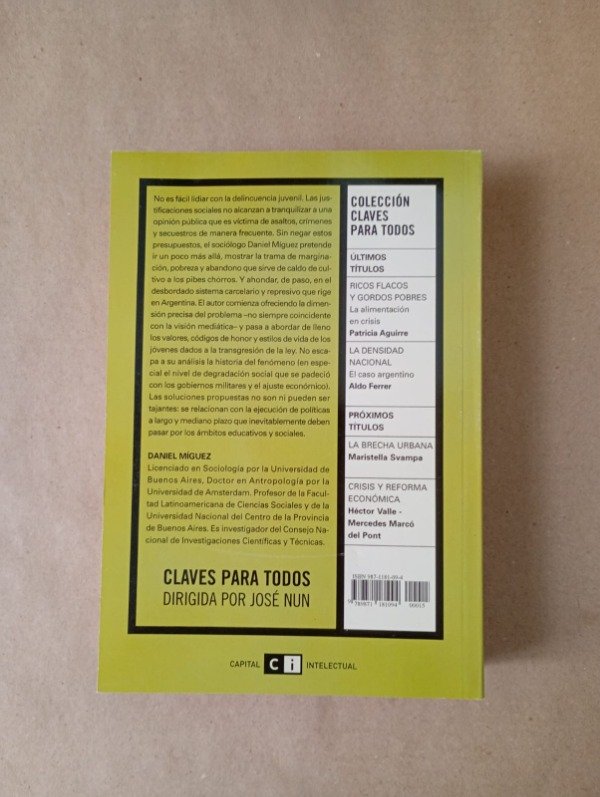 No es fácil lidiar con la delincuencia juvenil. Las jus-
tificaciones sociales no alcanzan a tranquilizar a una
opinión pública que es víctima de asaltos, crímenes
y secuestros de manera frecuente. Sin negar estos
presupuestos, el sociólogo Daniel Míguez pretende
ir un poco más allá, mostrar la trama de margina-
ción, pobreza y abandono que sirve de caldo de cul-
tivo a los pibes chorros. Y ahondar, de paso, en el
desbordado sistema carcelario y represivo que rige
en Argentina. El autor comienza ofreciendo la dimen-
sión precisa del problema –no siempre coincidente
con la visión mediática– y pasa a abordar de lleno
los valores, códigos de honor y estilos de vida de los
jóvenes dados a la transgresión de la ley. No esca-
pa a su análisis la historia del fenómeno (en espe-
cial el nivel de degradación social que se padeció
con los gobiernos militares y el ajuste económico).
Las soluciones propuestas no son ni pueden ser
tajantes: se relacionan con la ejecución de políticas
a largo y mediano plazo que inevitablemente deben
pasar por los ámbitos educativos y sociales.
DANIEL MÍGUEZ
Licenciado en Sociología por la Universidad de
Buenos Aires, Doctor en Antropología por la
Universidad de Amsterdam. Profesor de la Facul-
tad Latinoamericana de Ciencias Sociales y de la
Universidad Nacional del Centro de la Provincia
de Buenos Aires. Es investigador del Consejo Na-
cional de Investigaciones Científicas y Técnicas.
CLAVES PARA TODOS
DIRIGIDA POR JOSÉ NUN
COLECCIÓN
CLAVES
PARA TODOS
ÚLTIMOS
TÍTULOS
RICOS FLACOS
Y GORDOS POBRES
La alimentación
en crisis
Patricia Aguirre
LA DENSIDAD
NACIONAL
El caso argentino
Aldo Ferrer
PRÓXIMOS
TÍTULOS
LA BRECHA URBANA
Maristella Svampa
CRISIS Y REFORMA
ECONÓMICA
Héctor Valle -
Mercedes Marcó
del Pont
ISBN 987-1181-09-4
9 789871 181094 00015
CAPITAL Ci INTELECTUAL